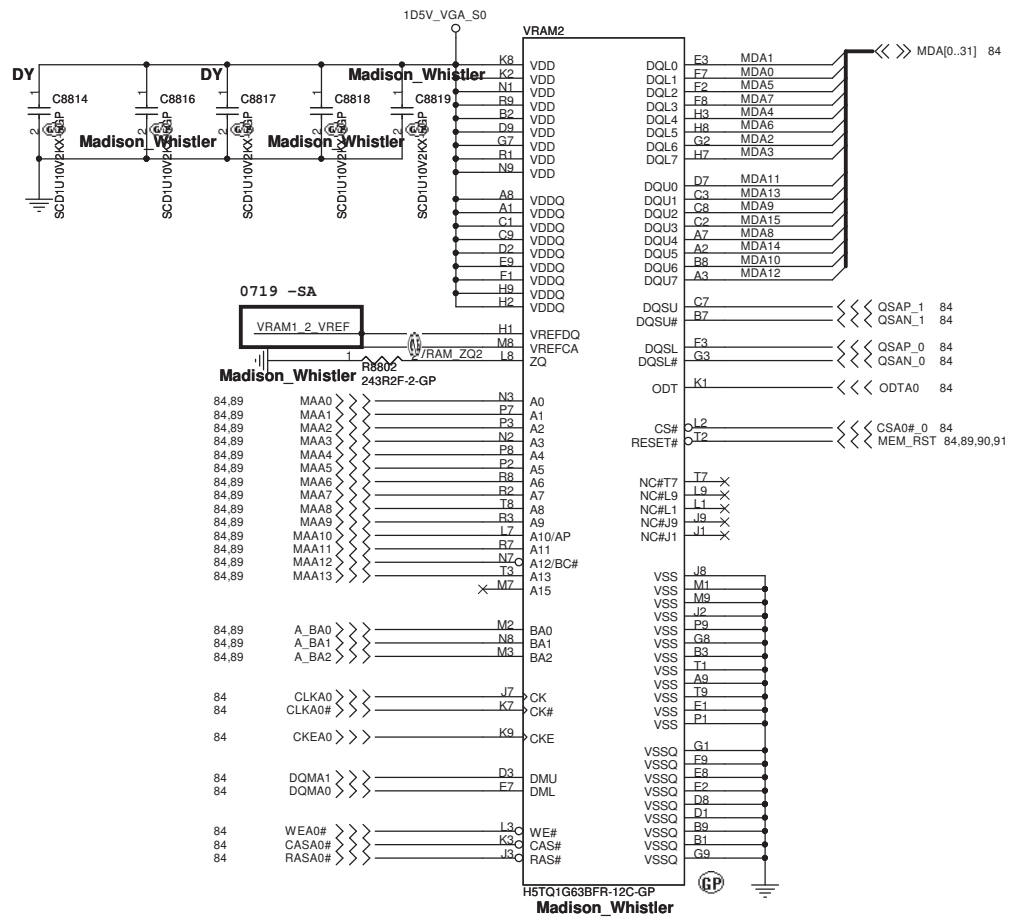 1D5V_VGA_S0
VRAM2
DY
DY
Madison_Whistler
C8814
C8816
C8817
C8818
C8819
1
1
1
1
1
2
2
2
2
2
Madison_Whistler
Madison_Whistler
SCD1U10V2KX
SCD1U10V2KX
SCD1U10V2KX
SCD1U10V2KX
SCD1U10V2KX
K8 VDD
K2 VDD
N1 VDD
R9 VDD
B2 VDD
D9 VDD
G7 VDD
R1 VDD
N9 VDD
A8 VDDQ
A1 VDDQ
C1 VDDQ
C9 VDDQ
D2 VDDQ
E9 VDDQ
F1 VDDQ
H9 VDDQ
H2 VDDQ
0719 -SA
VRAM1_2_VREF
H1 VREFDQ
M8 VREFCA
1 /RAM_ZQ2 L8 ZQ
R8802
243R2F-2-GP
Madison_Whistler
84,89 MAA0 N3 A0
84,89 MAA1 P7 A1
84,89 MAA2 P3 A2
84,89 MAA3 N2 A3
84,89 MAA4 P8 A4
84,89 MAA5 P2 A5
84,89 MAA6 R8 A6
84,89 MAA7 R2 A7
84,89 MAA8 T8 A8
84,89 MAA9 R3 A9
84,89 MAA10 L7 A10/AP
84,89 MAA11 R7 A11
84,89 MAA12 N7 A12/BC#
84,89 MAA13 T3 A13
M7 A15
84,89 A_BA0 M2 BA0
84,89 A_BA1 N8 BA1
84,89 A_BA2 M3 BA2
84 CLKA0 J7 CK
84 CLKA0# K7 CK#
84 CKEA0 K9 CKE
84 DQMA1 D3 DMU
84 DQMA0 E7 DML
84 WEA0# L3 WE#
84 CASA0# K3 CAS#
84 RASA0# J3 RAS#
DQL0 E3 MDA1
DQL1 F7 MDA0
DQL2 F2 MDA5
DQL3 F8 MDA7
DQL4 H3 MDA4
DQL5 H8 MDA6
DQL6 G2 MDA2
DQL7 H7 MDA3
MDA[0..31] 84
DQU0 D7 MDA11
DQU1 C3 MDA13
DQU2 C8 MDA9
DQU3 C2 MDA15
DQU4 A7 MDA8
DQU5 A2 MDA14
DQU6 B8 MDA10
DQU7 A3 MDA12
DQSU C7 QSAP_1 84
DQSU# B7 QSAN_1 84
DQSL F3 QSAP_0 84
DQSL# G3 QSAN_0 84
ODT K1 ODTA0 84
CS# L2 CSA0#_0 84
RESET# T2 MEM_RST 84,89,90,91
NC#T7 T7
NC#L9 L9
NC#L1 L1
NC#J9 J9
NC#J1 J1
VSS J8
VSS M1
VSS M9
VSS J2
VSS P9
VSS G8
VSS B3
VSS T1
VSS A9
VSS T9
VSS E1
VSS P1
VSSQ G1
VSSQ F9
VSSQ E8
VSSQ E2
VSSQ D8
VSSQ D1
VSSQ B9
VSSQ B1
VSSQ G9
GP
H5TQ1G63BFR-12C-GP
Madison_Whistler